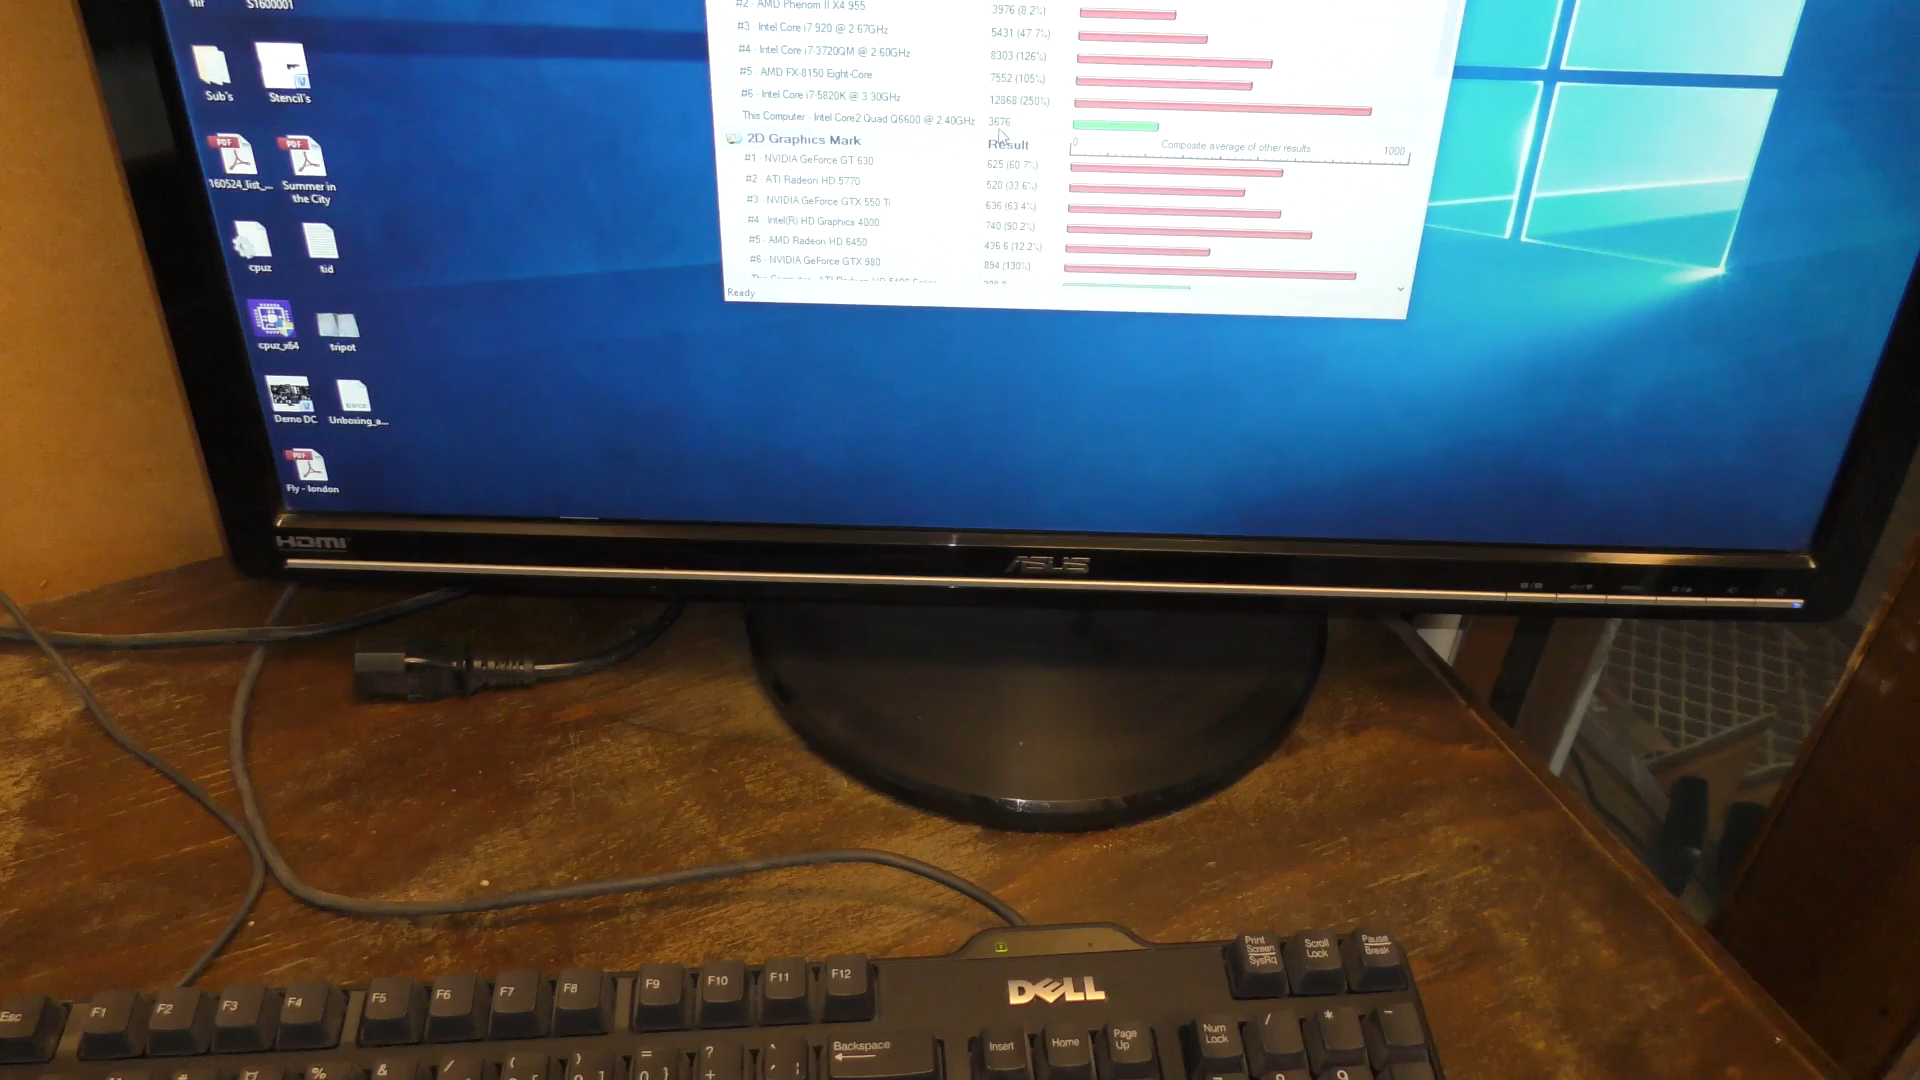 S1600001
#2 - AMD Phenom II X4 955 3976 (8.2%)
#3 - Intel Core i7 920 @ 2.67GHz 5431 (47.7%)
#4 - Intel Core i7-3720QM @ 2.60GHz 8303 (126%)
#5 - AMD FX-8150 Eight-Core 7552 (105%)
#6 - Intel Core i7-5820K @ 3.30GHz 12868 (250%)
This Computer - Intel Core2 Quad Q6600 @ 2.40GHz 3676
2D Graphics Mark Result 0 Composite average of other results 1000
#1 - NVIDIA GeForce GT 630 625 (60.7%)
#2 - ATI Radeon HD 5770 520 (33.6%)
#3 - NVIDIA GeForce GTX 550 Ti 636 (63.4%)
#4 - Intel(R) HD Graphics 4000 740 (90.2%)
#5 - AMD Radeon HD 6450 436.6 (12.2%)
#6 - NVIDIA GeForce GTX 980 894 (130%)
Ready
Sub's Stencil's
PDF PDF
160524_list_... Summer in
the City
cpuz tid
cpuz_x64 tripot
DOCX
Demo DC Unboxing_a...
PDF
Fly - london
HDMI
ASUS
DELL
Print
Screen
SysRq
Scroll
Lock
Pause
Break
Esc F1 F2 F3 F4 F5 F6 F7 F8 F9 F10 F11 F12
Backspace
Insert Home Page
Up
Num
Lock
/ * -
% & / ( ) = ? `
8 9